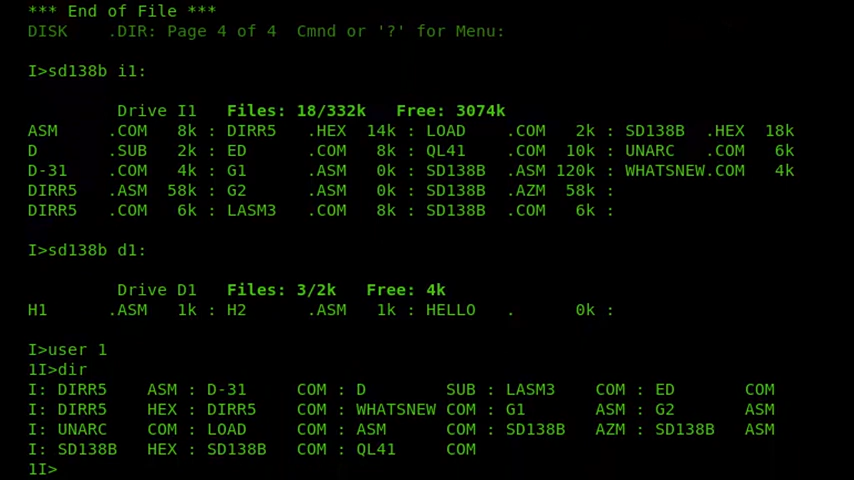 *** End of File ***
DISK    .DIR: Page 4 of 4  Cmnd or '?' for Menu:
I>sd138b i1:
         Drive I1   Files: 18/332k   Free: 3074k
ASM     .COM   8k : DIRR5   .HEX  14k : LOAD    .COM   2k : SD138B  .HEX  18k
D       .SUB   2k : ED      .COM   8k : QL41    .COM  10k : UNARC   .COM   6k
D-31    .COM   4k : G1      .ASM   0k : SD138B  .ASM 120k : WHATSNEW.COM   4k
DIRR5   .ASM  58k : G2      .ASM   0k : SD138B  .AZM  58k :
DIRR5   .COM   6k : LASM3   .COM   8k : SD138B  .COM   6k :
I>sd138b d1:
         Drive D1   Files: 3/2k   Free: 4k
H1      .ASM   1k : H2      .ASM   1k : HELLO   .      0k :
I>user 1
1I>dir
I: DIRR5    ASM : D-31     COM : D        SUB : LASM3    COM : ED       COM
I: DIRR5    HEX : DIRR5    COM : WHATSNEW COM : G1       ASM : G2       ASM
I: UNARC    COM : LOAD     COM : ASM      COM : SD138B   AZM : SD138B   ASM
I: SD138B   HEX : SD138B   COM : QL41     COM
1I>